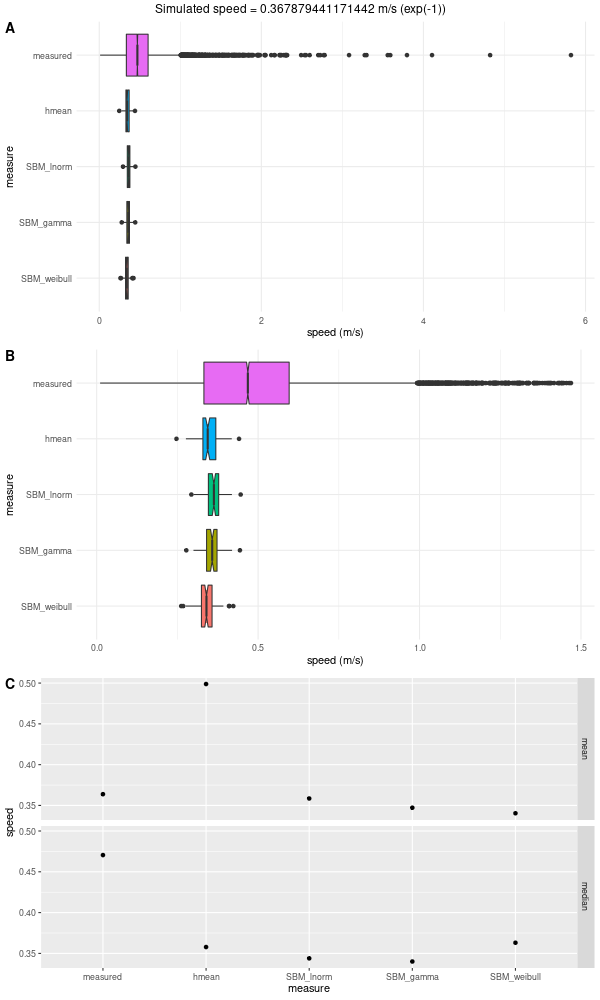 Simulated speed = 0.367879441171442 m/s (exp(-1))
A
measure
measured
hmean
SBM_lnorm
SBM_gamma
SBM_weibull
0 2 4 6
speed (m/s)
B
measure
measured
hmean
SBM_lnorm
SBM_gamma
SBM_weibull
0.0 0.5 1.0 1.5
speed (m/s)
C
speed
0.50
0.45
0.40
0.35
mean
0.50
0.45
0.40
0.35
median
measured hmean SBM_lnorm SBM_gamma SBM_weibull
measure